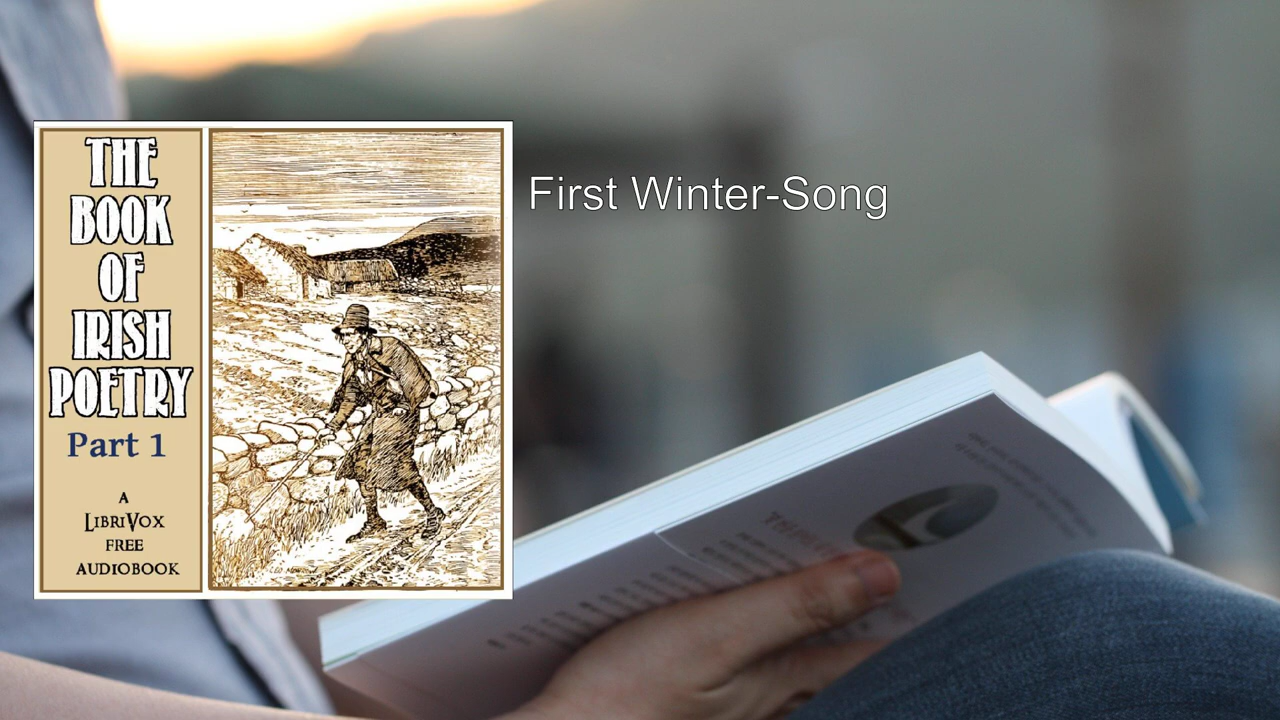 THE
BOOK
OF
IRISH
POETRY
Part 1
A
LIBRIVOX
FREE
AUDIOBOOK
First Winter-Song